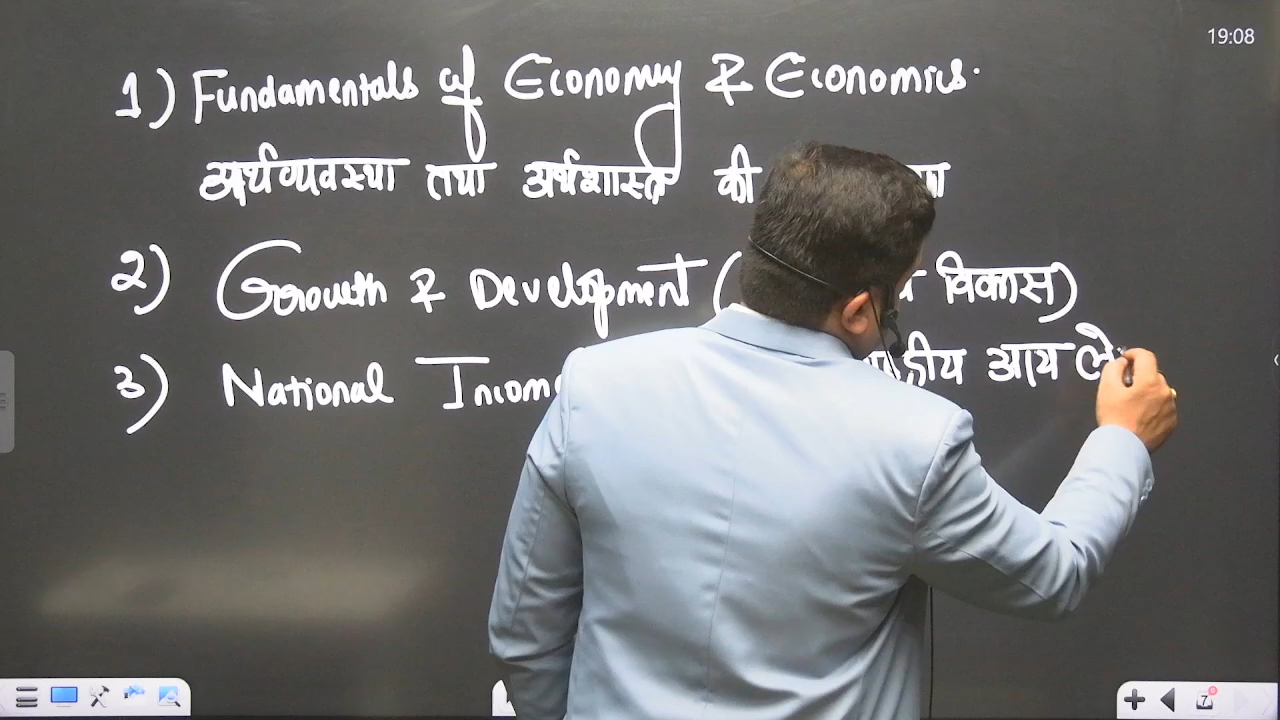 19:08
1) Fundamentals of Economy & Economics.
अर्थव्यवस्था तथा अर्थशास्त्र की
2) Growth & Development ( विकास)
3) National आय
7